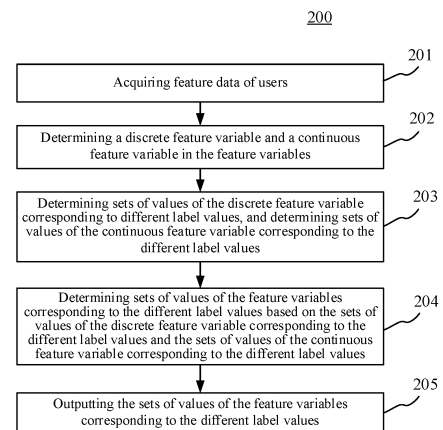 200
201
Acquiring feature data of users
202
Determining a discrete feature variable and a continuous
feature variable in the feature variables
203
Determining sets of values of the discrete feature variable
corresponding to different label values, and determining sets of
values of the continuous feature variable corresponding to the
different label values
204
Determining sets of values of the feature variables
corresponding to the different label values based on the sets of
values of the discrete feature variable corresponding to the
different label values and the sets of values of the continuous
feature variable corresponding to the different label values
205
Outputting the sets of values of the feature variables
corresponding to the different label values